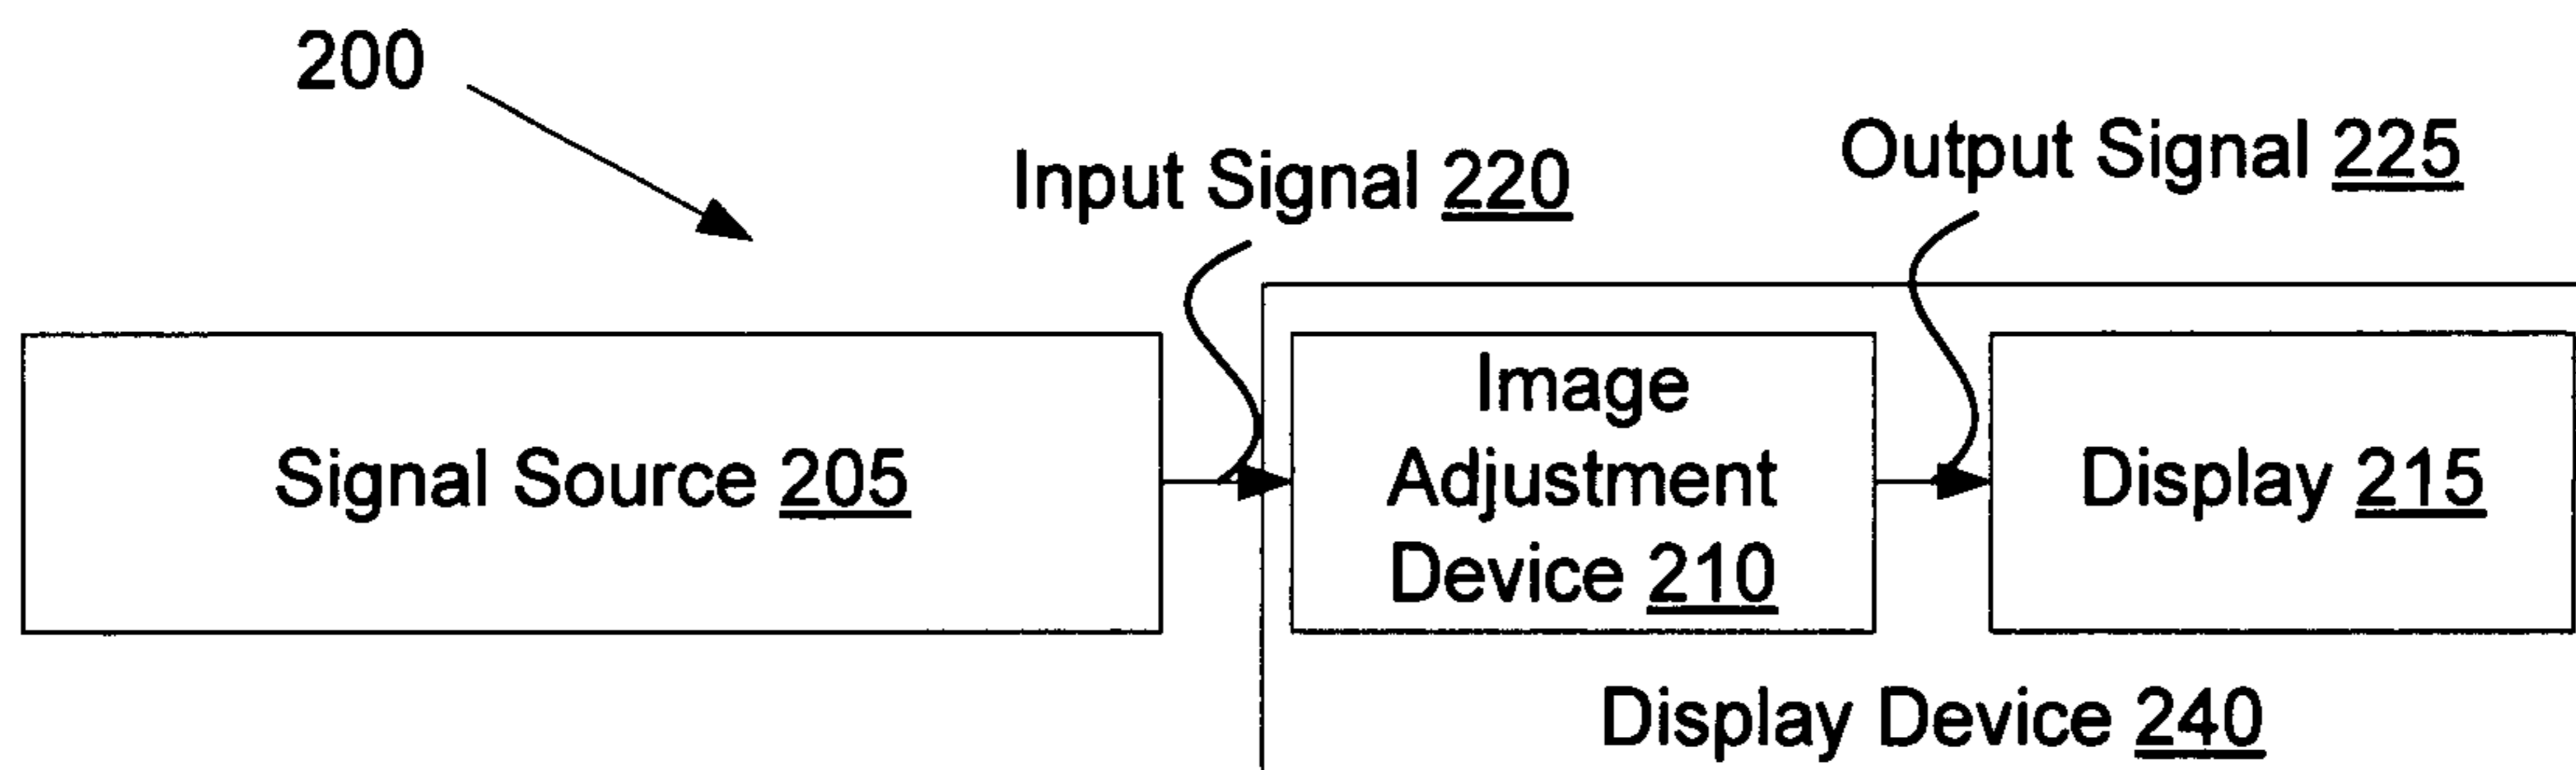 200
Input Signal 220
Output Signal 225
Signal Source 205
Image
Adjustment
Device 210
Display 215
Display Device 240